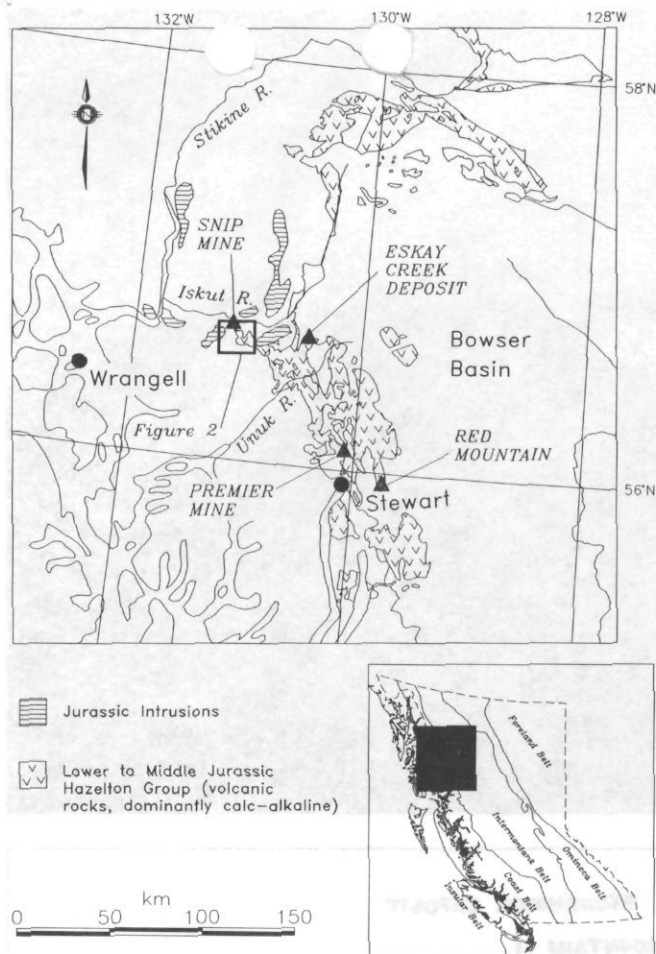 132°W
130°W
128°W
58°N
Stikine R.
SNIP
MINE
ESKAY
CREEK
DEPOSIT
Iskut R.
Bowser
Basin
Wrangell
Figure 2
Unuk R.
RED
MOUNTAIN
PREMIER
MINE
Stewart
56°N
Jurassic Intrusions
Lower to Middle Jurassic
Hazelton Group (volcanic
rocks, dominantly calc-alkaline)
km
0 50 100 150
Foreland Belt
Omineca Belt
Intermontane Belt
Coast Belt
Insular Belt